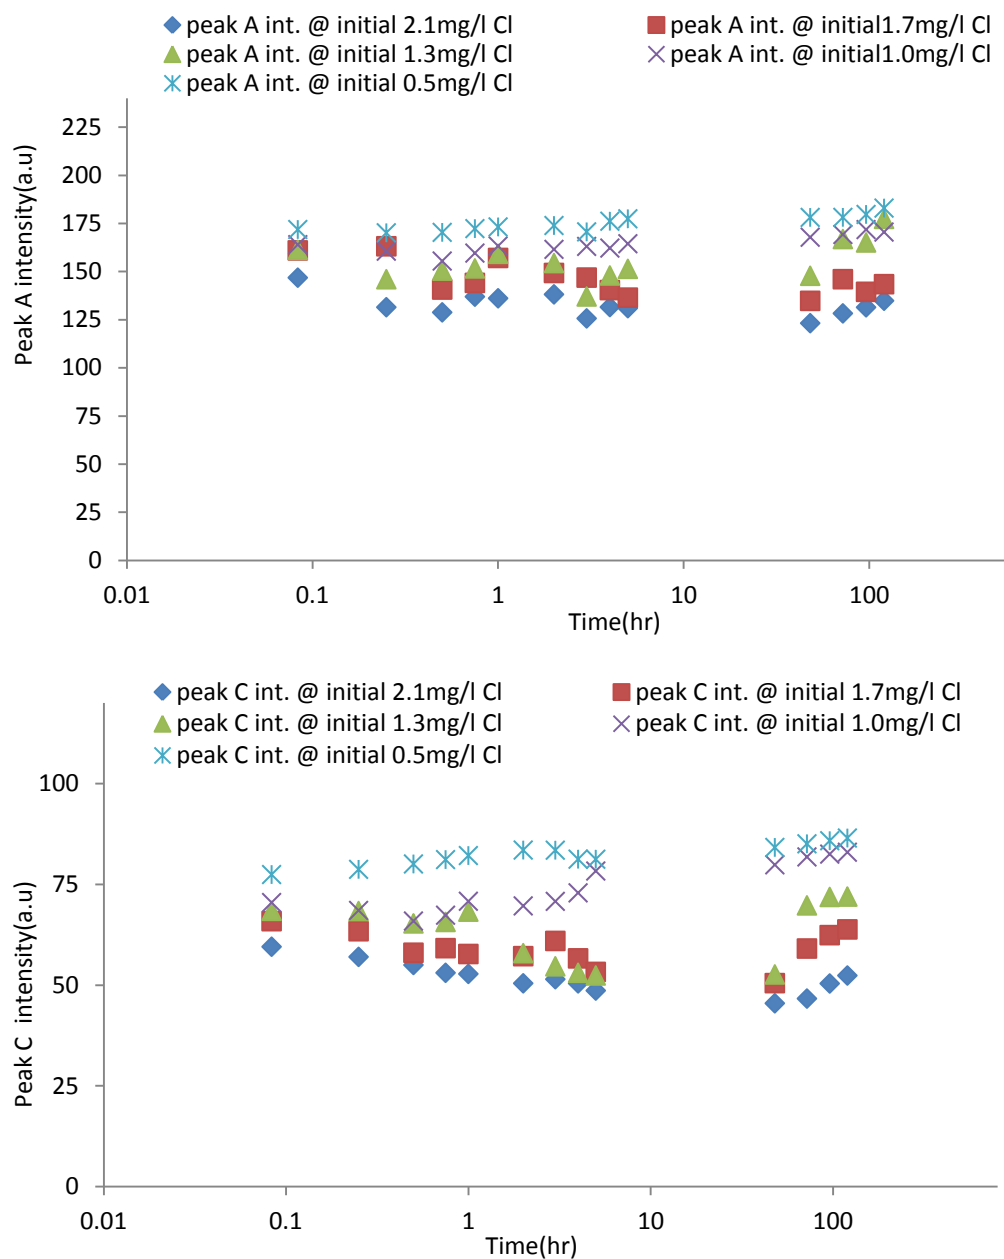 peak A int. @ initial 2.1mg/l Cl peak A int. @ initial1.7mg/l Cl
peak A int. @ initial 1.3mg/l Cl peak A int. @ initial1.0mg/l Cl
peak A int. @ initial 0.5mg/l Cl
Peak A intensity(a.u)
225
200
175
150
125
100
75
50
25
0
0.01 0.1 1 10 100
Time(hr)
peak C int. @ initial 2.1mg/l Cl peak C int. @ initial 1.7mg/l Cl
peak C int. @ initial 1.3mg/l Cl peak C int. @ initial 1.0mg/l Cl
peak C int. @ initial 0.5mg/l Cl
Peak C intensity(a.u)
100
75
50
25
0
0.01 0.1 1 10 100
Time(hr)